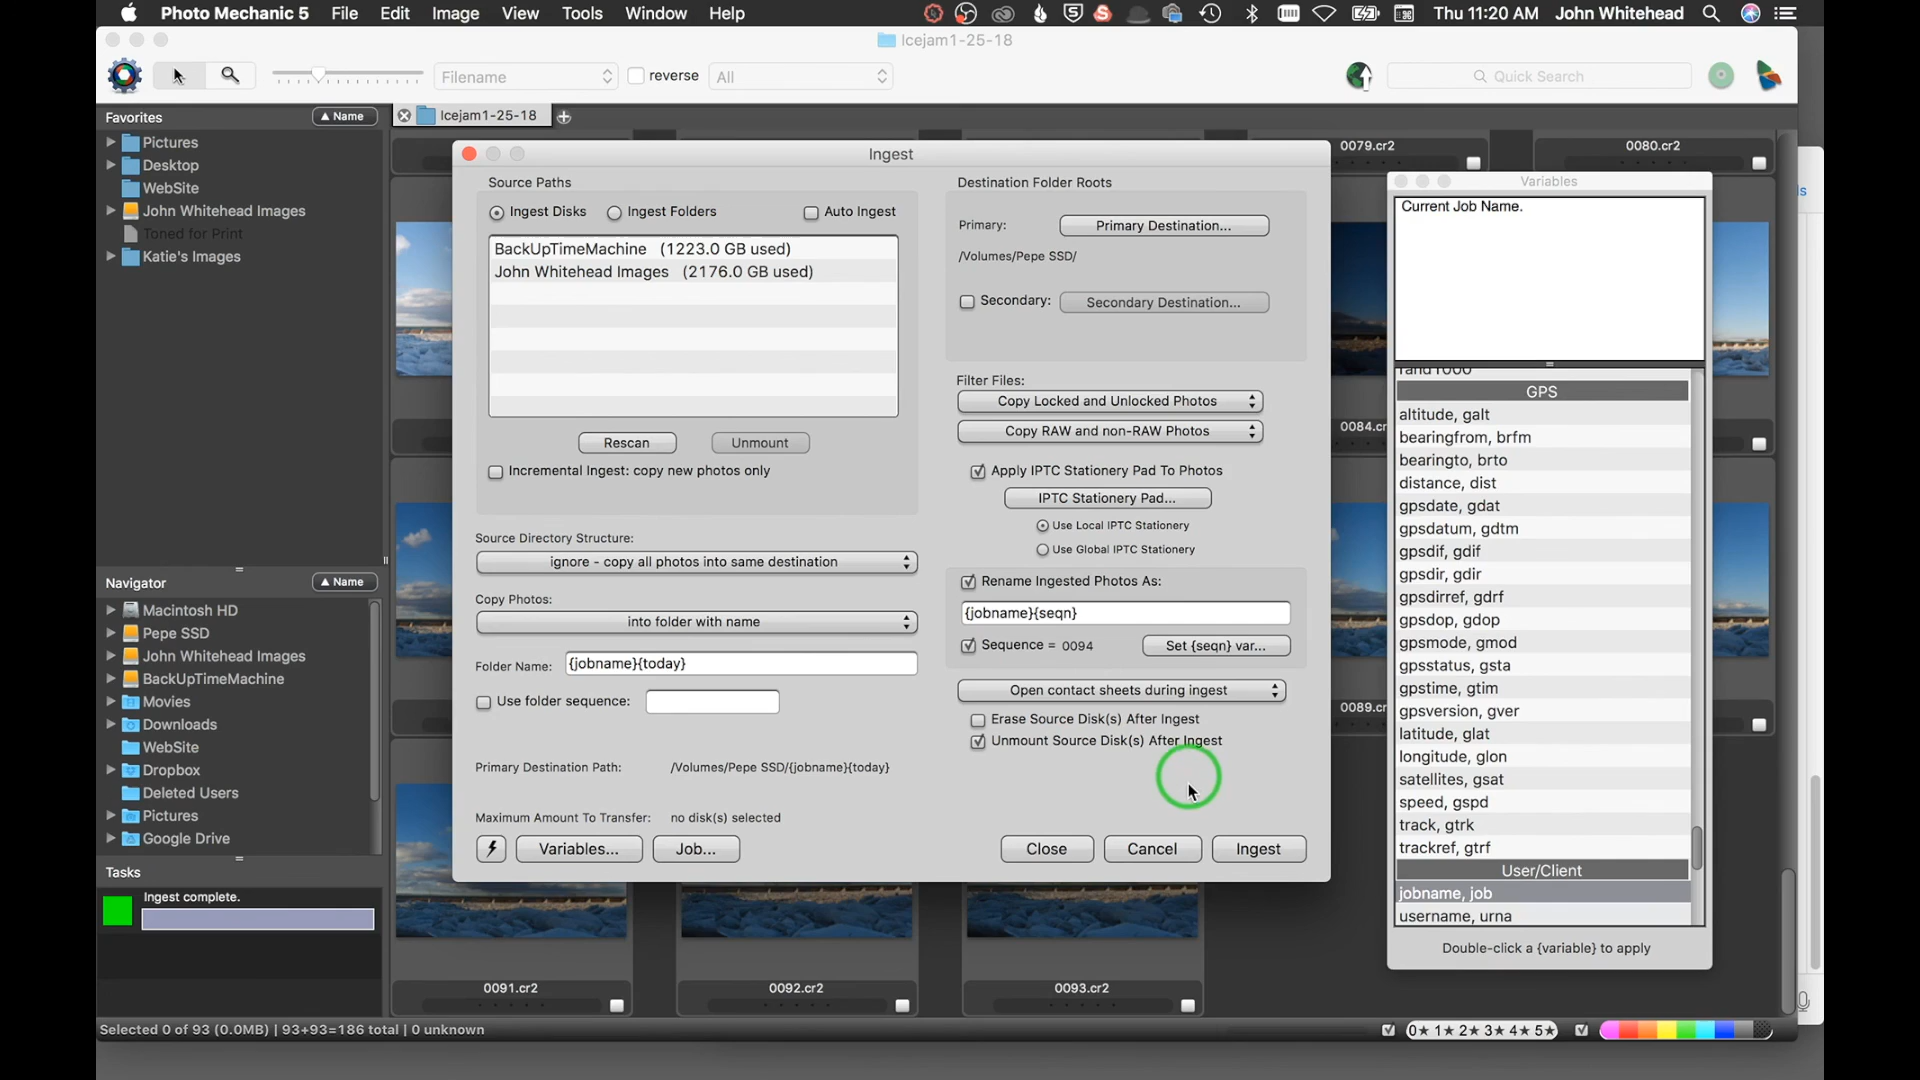 Photo Mechanic 5 File Edit Image View Tools Window Help Thu 11:20 AM John Whitehead
Icejam1-25-18
Filename reverse All Quick Search
Favorites Name
Pictures
Desktop
WebSite
John Whitehead Images
Toned for Print
Katie's Images
Navigator Name
Macintosh HD
Pepe SSD
John Whitehead Images
BackUpTimeMachine
Movies
Downloads
WebSite
Dropbox
Deleted Users
Pictures
Google Drive
Tasks
Ingest complete.
Icejam1-25-18
0079.cr2
0080.cr2
0084.cr
0089.cr
0091.cr2
0092.cr2
0093.cr2
Ingest
Source Paths
Ingest Disks Ingest Folders Auto Ingest
BackUpTimeMachine (1223.0 GB used)
John Whitehead Images (2176.0 GB used)
Rescan Unmount
Incremental Ingest: copy new photos only
Source Directory Structure:
ignore - copy all photos into same destination
Copy Photos:
into folder with name
Folder Name: {jobname}{today}
Use folder sequence:
Primary Destination Path: /Volumes/Pepe SSD/{jobname}{today}
Maximum Amount To Transfer: no disk(s) selected
Variables... Job...
Destination Folder Roots
Primary: Primary Destination...
/Volumes/Pepe SSD/
Secondary: Secondary Destination...
Filter Files:
Copy Locked and Unlocked Photos
Copy RAW and non-RAW Photos
Apply IPTC Stationery Pad To Photos
IPTC Stationery Pad...
Use Local IPTC Stationery
Use Global IPTC Stationery
Rename Ingested Photos As:
{jobname}{seqn}
Sequence = 0094 Set {seqn} var...
Open contact sheets during ingest
Erase Source Disk(s) After Ingest
Unmount Source Disk(s) After Ingest
Close Cancel Ingest
Variables
Current Job Name.
GPS
altitude, galt
bearingfrom, brfm
bearingto, brto
distance, dist
gpsdate, gdat
gpsdatum, gdtm
gpsdif, gdif
gpsdir, gdir
gpsdirref, gdrf
gpsdop, gdop
gpsmode, gmod
gpsstatus, gsta
gpstime, gtim
gpsversion, gver
latitude, glat
longitude, glon
satellites, gsat
speed, gspd
track, gtrk
trackref, gtrf
User/Client
jobname, job
username, urna
Double-click a {variable} to apply
Selected 0 of 93 (0.0MB) | 93+93=186 total | 0 unknown
0★ 1★ 2★ 3★ 4★ 5★